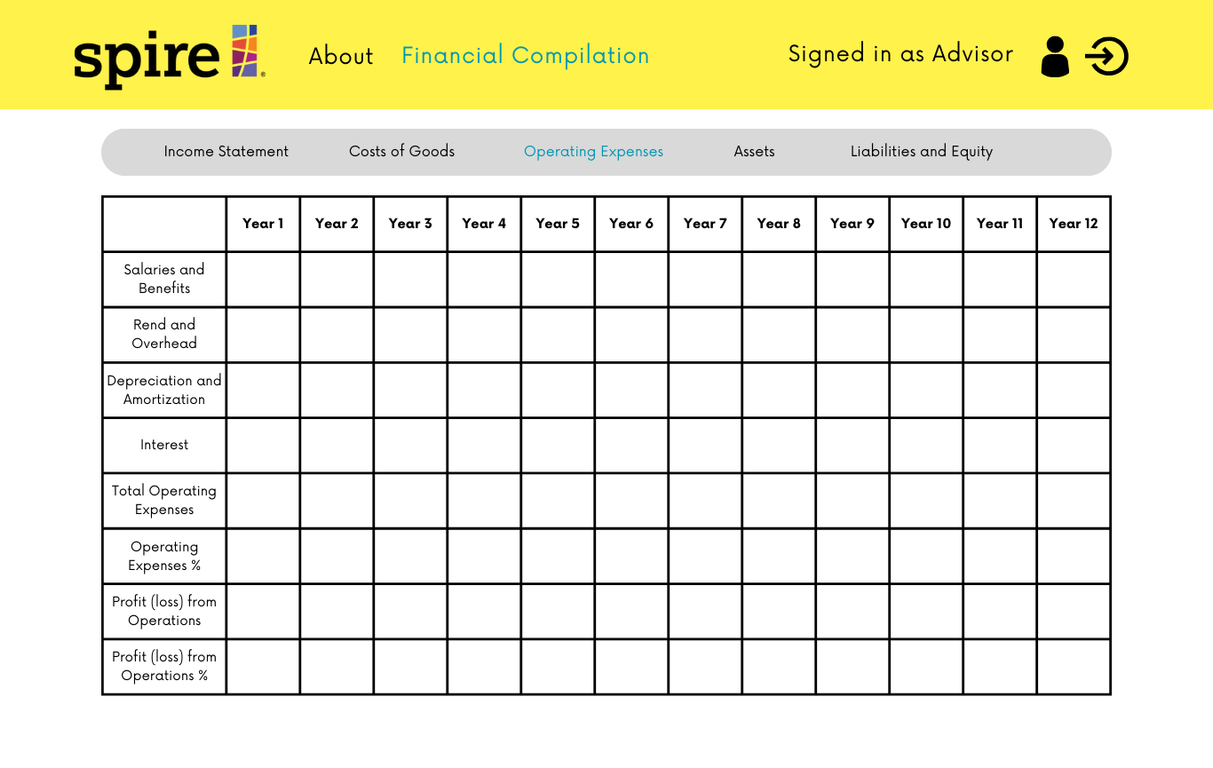 spire About Financial Compilation Signed in as Advisor
Income Statement Costs of Goods Operating Expenses Assets Liabilities and Equity
Year 1 Year 2 Year 3 Year 4 Year 5 Year 6 Year 7 Year 8 Year 9 Year 10 Year 11 Year 12
Salaries and
Benefits
Rend and
Overhead
Depreciation and
Amortization
Interest
Total Operating
Expenses
Operating
Expenses %
Profit (loss) from
Operations
Profit (loss) from
Operations %